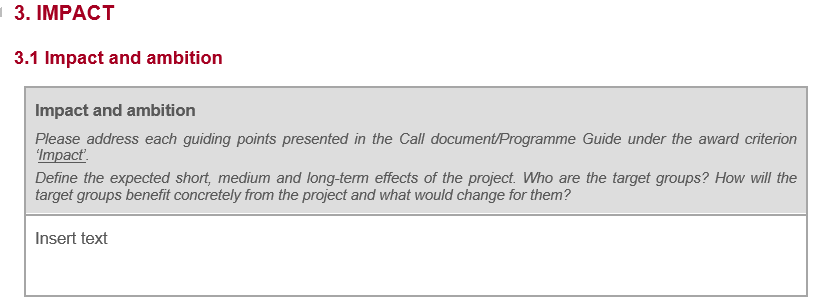 3. IMPACT
3.1 Impact and ambition
Impact and ambition
Please address each guiding points presented in the Call document/Programme Guide under the award criterion
'Impact'.
Define the expected short, medium and long-term effects of the project. Who are the target groups? How will the
target groups benefit concretely from the project and what would change for them?
Insert text